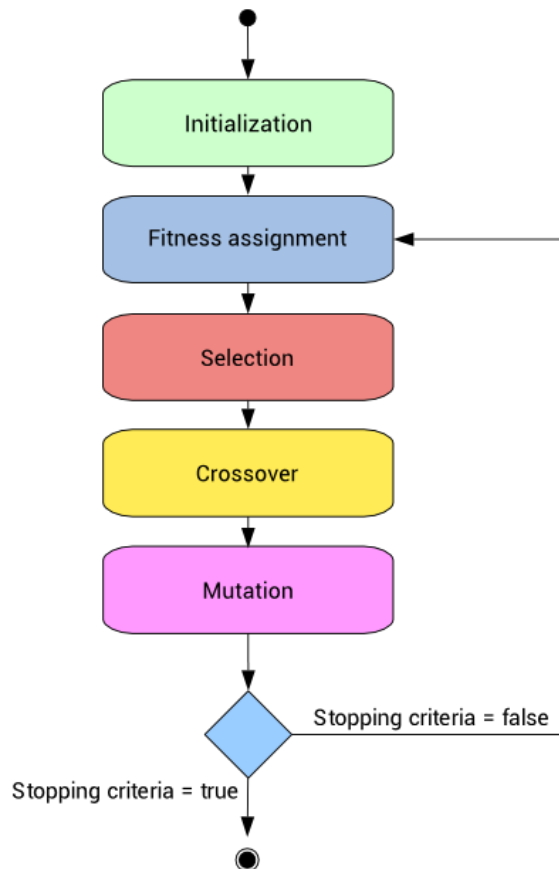 Initialization
Fitness assignment
Selection
Crossover
Mutation
Stopping criteria = false
Stopping criteria = true